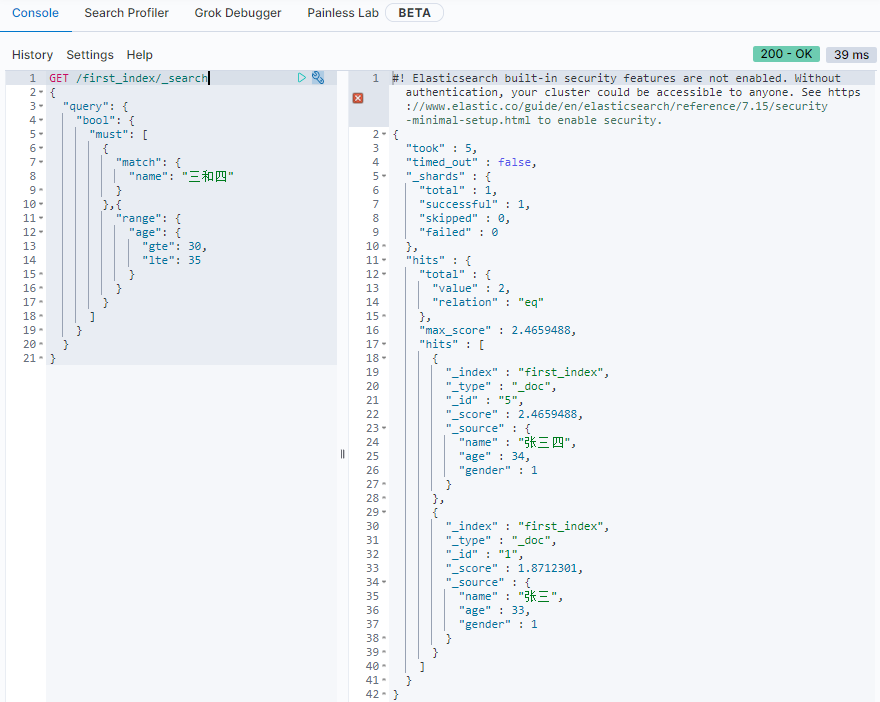 Console Search Profiler Grok Debugger Painless Lab BETA
History Settings Help
200 - OK 39 ms
1 GET /first_index/_search
2 {
3 "query": {
4 "bool": {
5 "must": [
6 {
7 "match": {
8 "name": "三和四"
9 }
10 },{
11 "range": {
12 "age": {
13 "gte": 30,
14 "lte": 35
15 }
16 }
17 }
18 ]
19 }
20 }
21 }
1 #! Elasticsearch built-in security features are not enabled. Without
authentication, your cluster could be accessible to anyone. See https
://www.elastic.co/guide/en/elasticsearch/reference/7.15/security
-minimal-setup.html to enable security.
2 {
3 "took" : 5,
4 "timed_out" : false,
5 "_shards" : {
6 "total" : 1,
7 "successful" : 1,
8 "skipped" : 0,
9 "failed" : 0
10 },
11 "hits" : {
12 "total" : {
13 "value" : 2,
14 "relation" : "eq"
15 },
16 "max_score" : 2.4659488,
17 "hits" : [
18 {
19 "_index" : "first_index",
20 "_type" : "_doc",
21 "_id" : "5",
22 "_score" : 2.4659488,
23 "_source" : {
24 "name" : "张三四",
25 "age" : 34,
26 "gender" : 1
27 }
28 },
29 {
30 "_index" : "first_index",
31 "_type" : "_doc",
32 "_id" : "1",
33 "_score" : 1.8712301,
34 "_source" : {
35 "name" : "张三",
36 "age" : 33,
37 "gender" : 1
38 }
39 }
40 ]
41 }
42 }